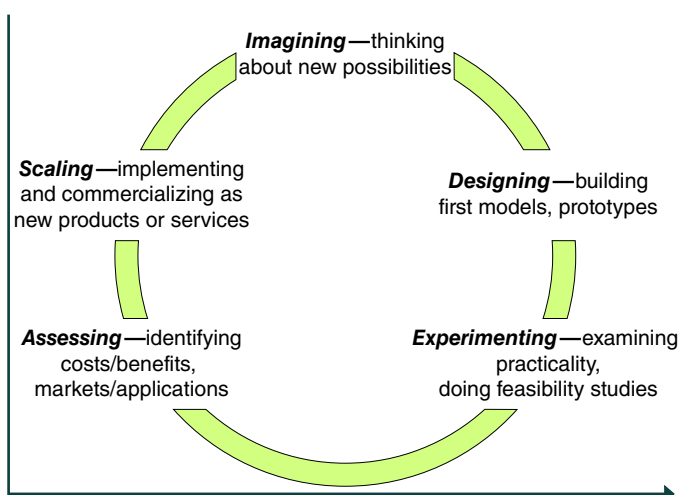 Imagining—thinking
about new possibilities
Scaling—implementing
and commercializing as
new products or services
Designing—building
first models, prototypes
Assessing—identifying
costs/benefits,
markets/applications
Experimenting—examining
practicality,
doing feasibility studies